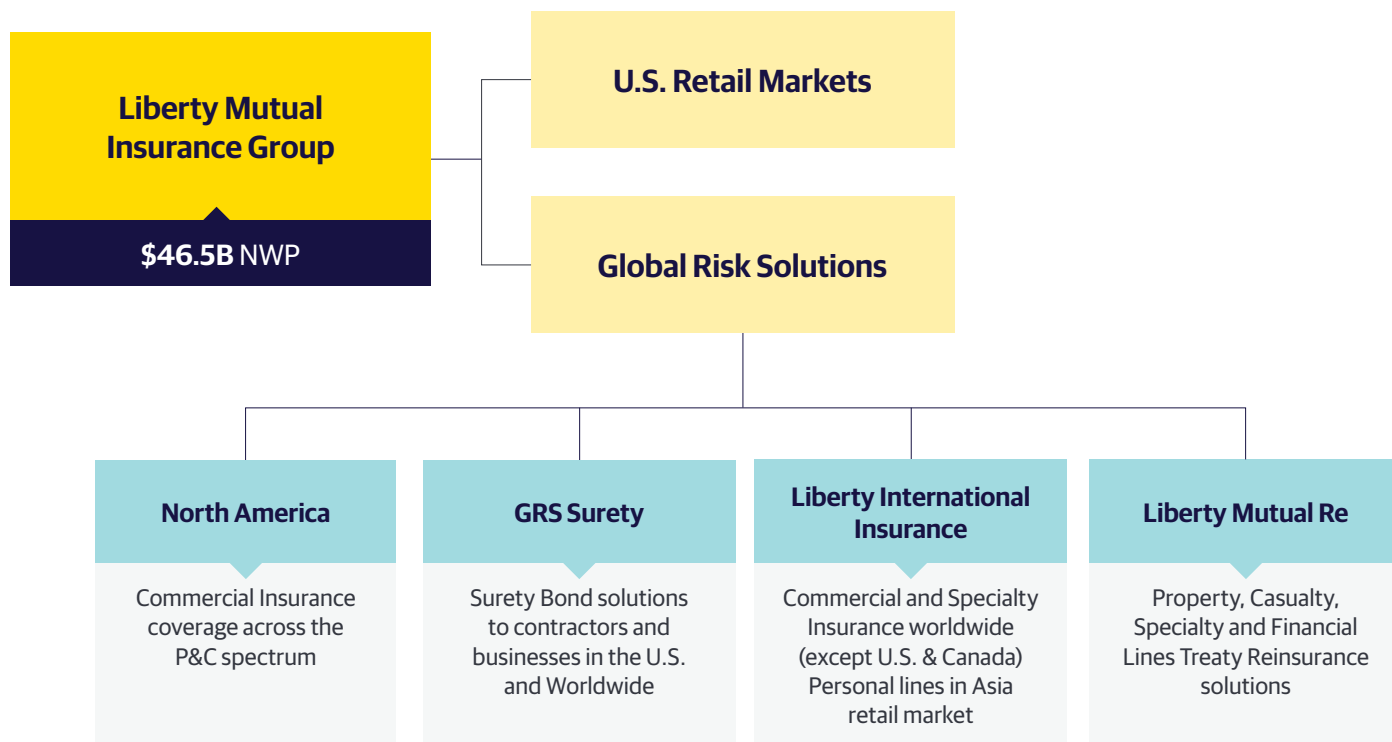 Liberty Mutual
Insurance Group
$46.5B NWP
U.S. Retail Markets
Global Risk Solutions
North America
Commercial Insurance
coverage across the
P&C spectrum
GRS Surety
Surety Bond solutions
to contractors and
businesses in the U.S.
and Worldwide
Liberty International
Insurance
Commercial and Specialty
Insurance worldwide
(except U.S. & Canada)
Personal lines in Asia
retail market
Liberty Mutual Re
Property, Casualty,
Specialty and Financial
Lines Treaty Reinsurance
solutions